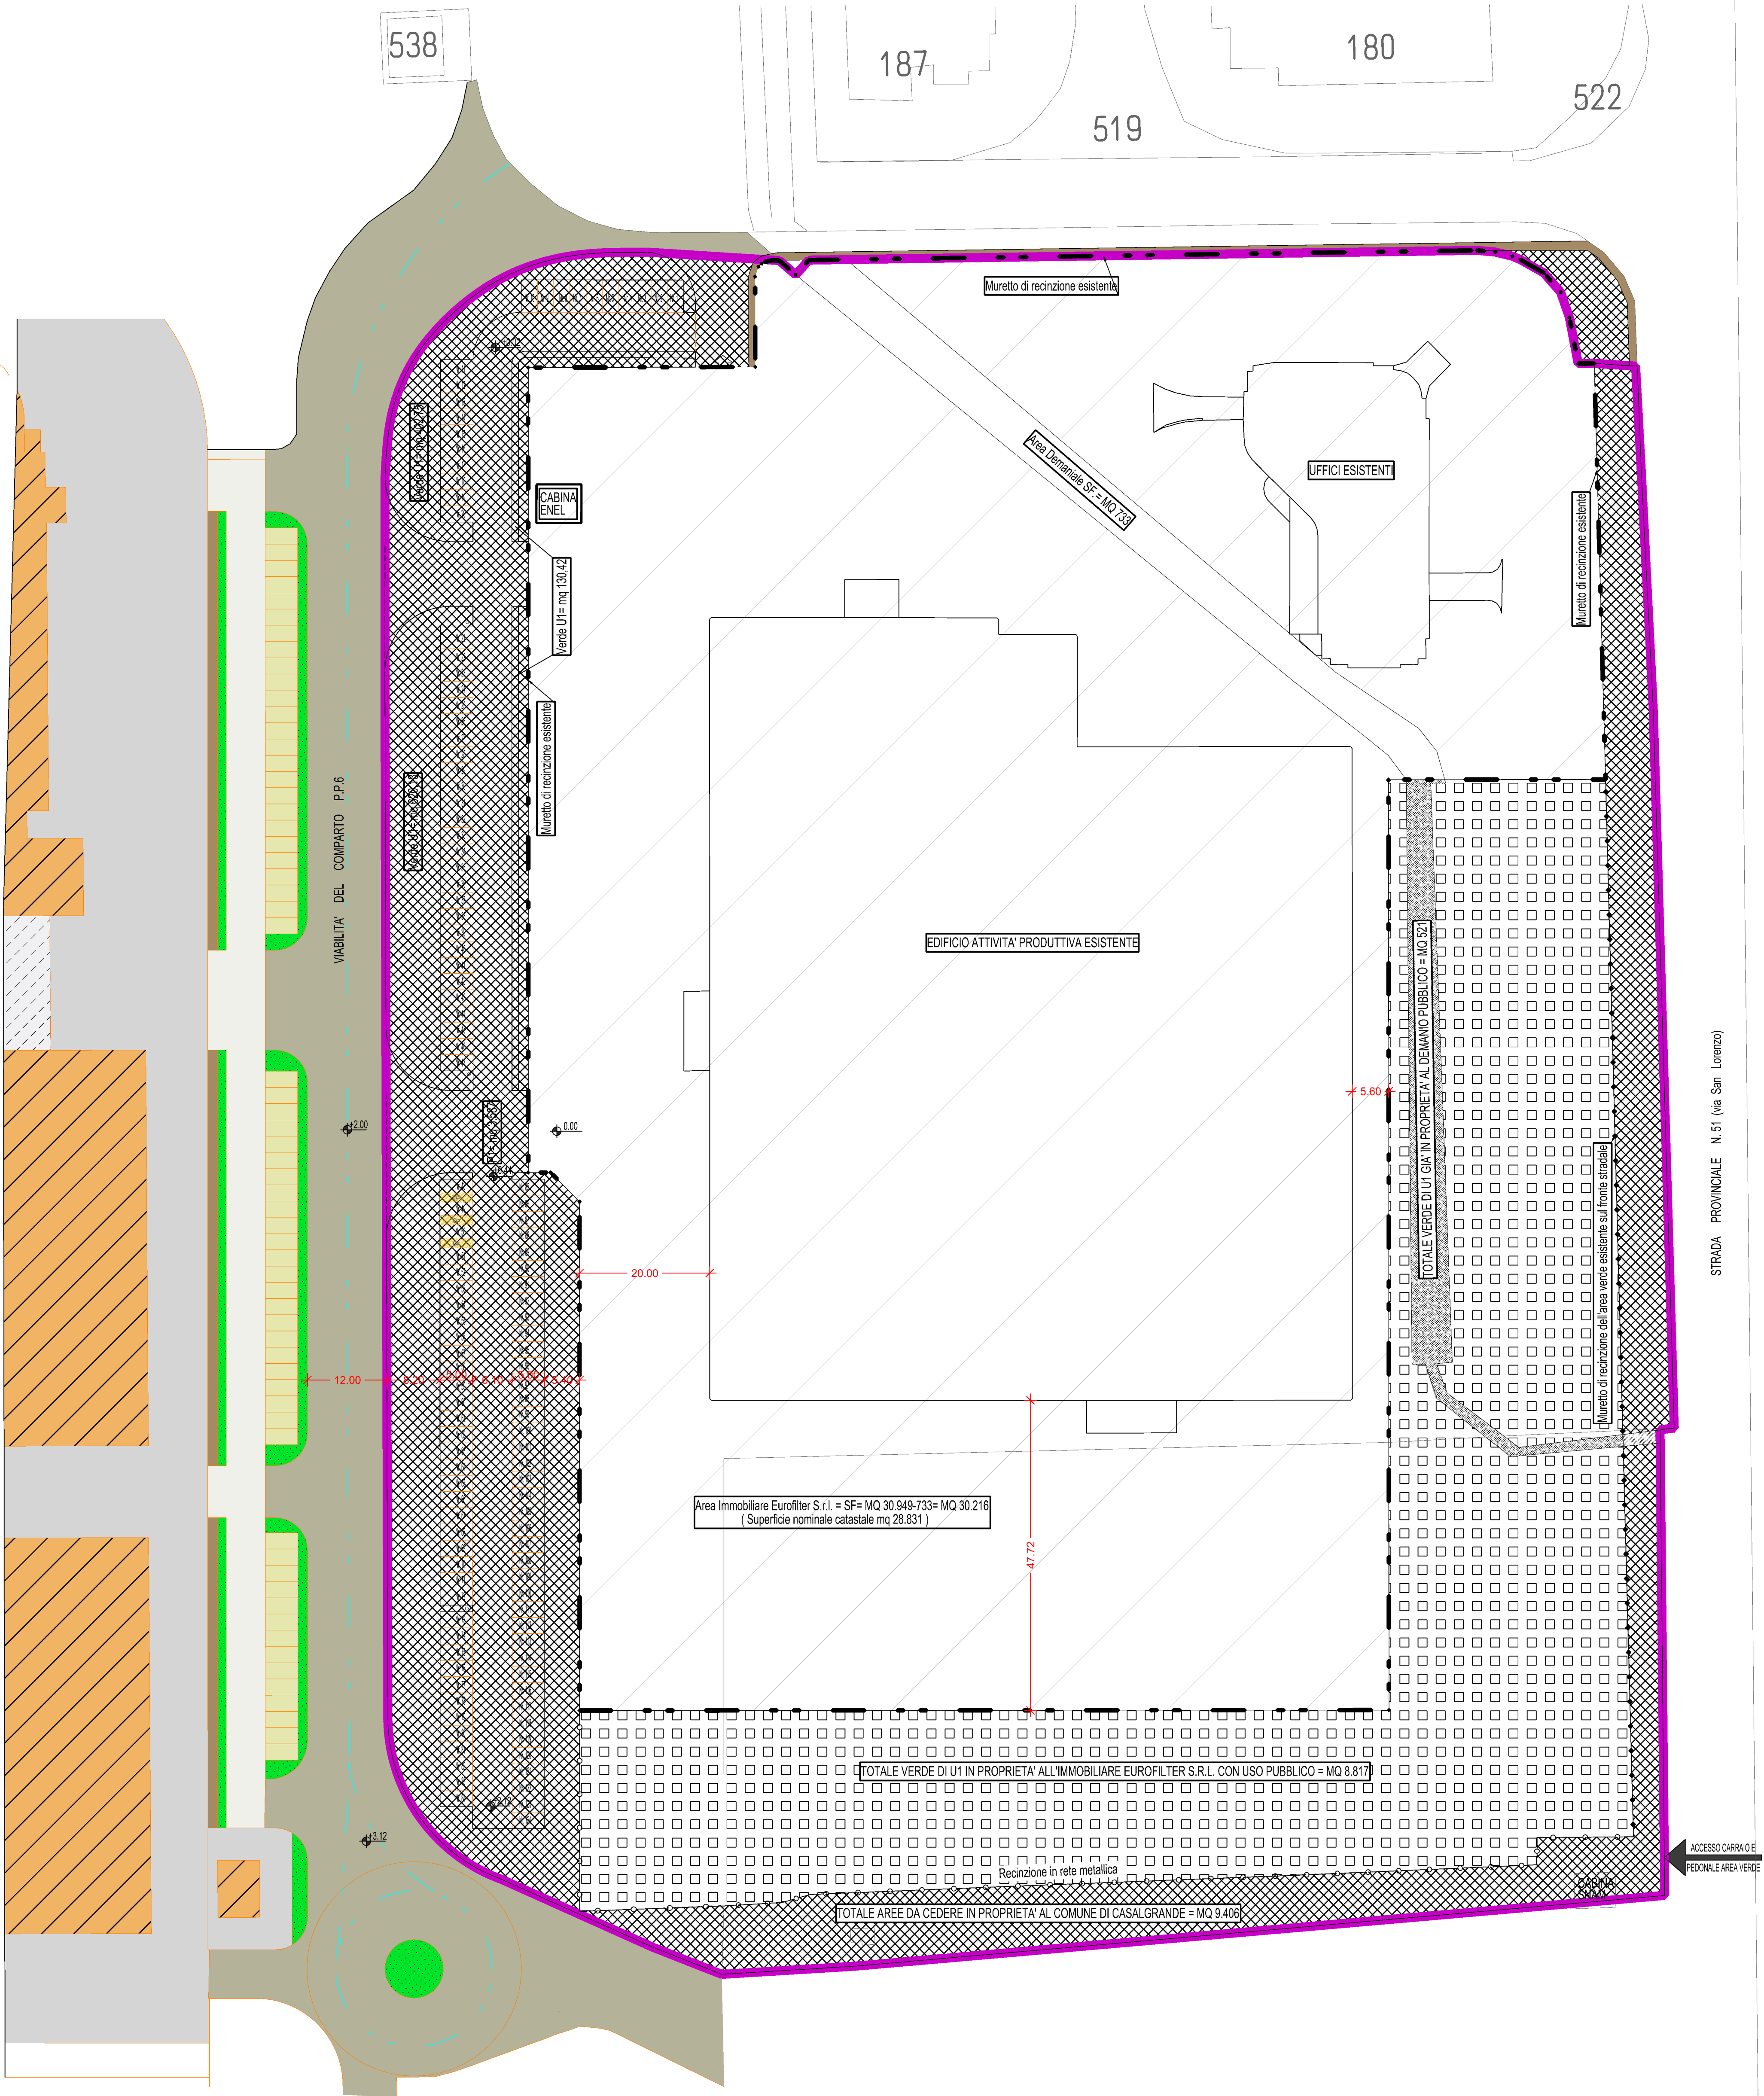 538
187
180
522
519
Muretto di recinzione esistente
Area Demaniale SF.= MQ 733
UFFICI ESISTENTI
CABINA
ENEL
Verde U1= mq 130,42
Muretto di recinzione esistente
Muretto di recinzione esistente
VIABILITA' DEL COMPARTO P.P.6
EDIFICIO ATTIVITA' PRODUTTIVA ESISTENTE
TOTALE VERDE DI U1 GIA' IN PROPRIETA' AL DEMANIO PUBBLICO = MQ 521
5.60
STRADA PROVINCIALE N.51 (via San Lorenzo)
+2.00
0.00
Muretto di recinzione dell'area verde esistente sul fronte stradale
20.00
12.00
47.72
Area Immobiliare Eurofilter S.r.l. = SF= MQ 30.949-733= MQ 30.216
( Superficie nominale catastale mq 28.831 )
TOTALE VERDE DI U1 IN PROPRIETA' ALL'IMMOBILIARE EUROFILTER S.R.L. CON USO PUBBLICO = MQ 8.817
+3.12
ACCESSO CARRAIO E
PEDONALE AREA VERDE
Recinzione in rete metallica
CABINA
SNAM
TOTALE AREE DA CEDERE IN PROPRIETA' AL COMUNE DI CASALGRANDE = MQ 9.406